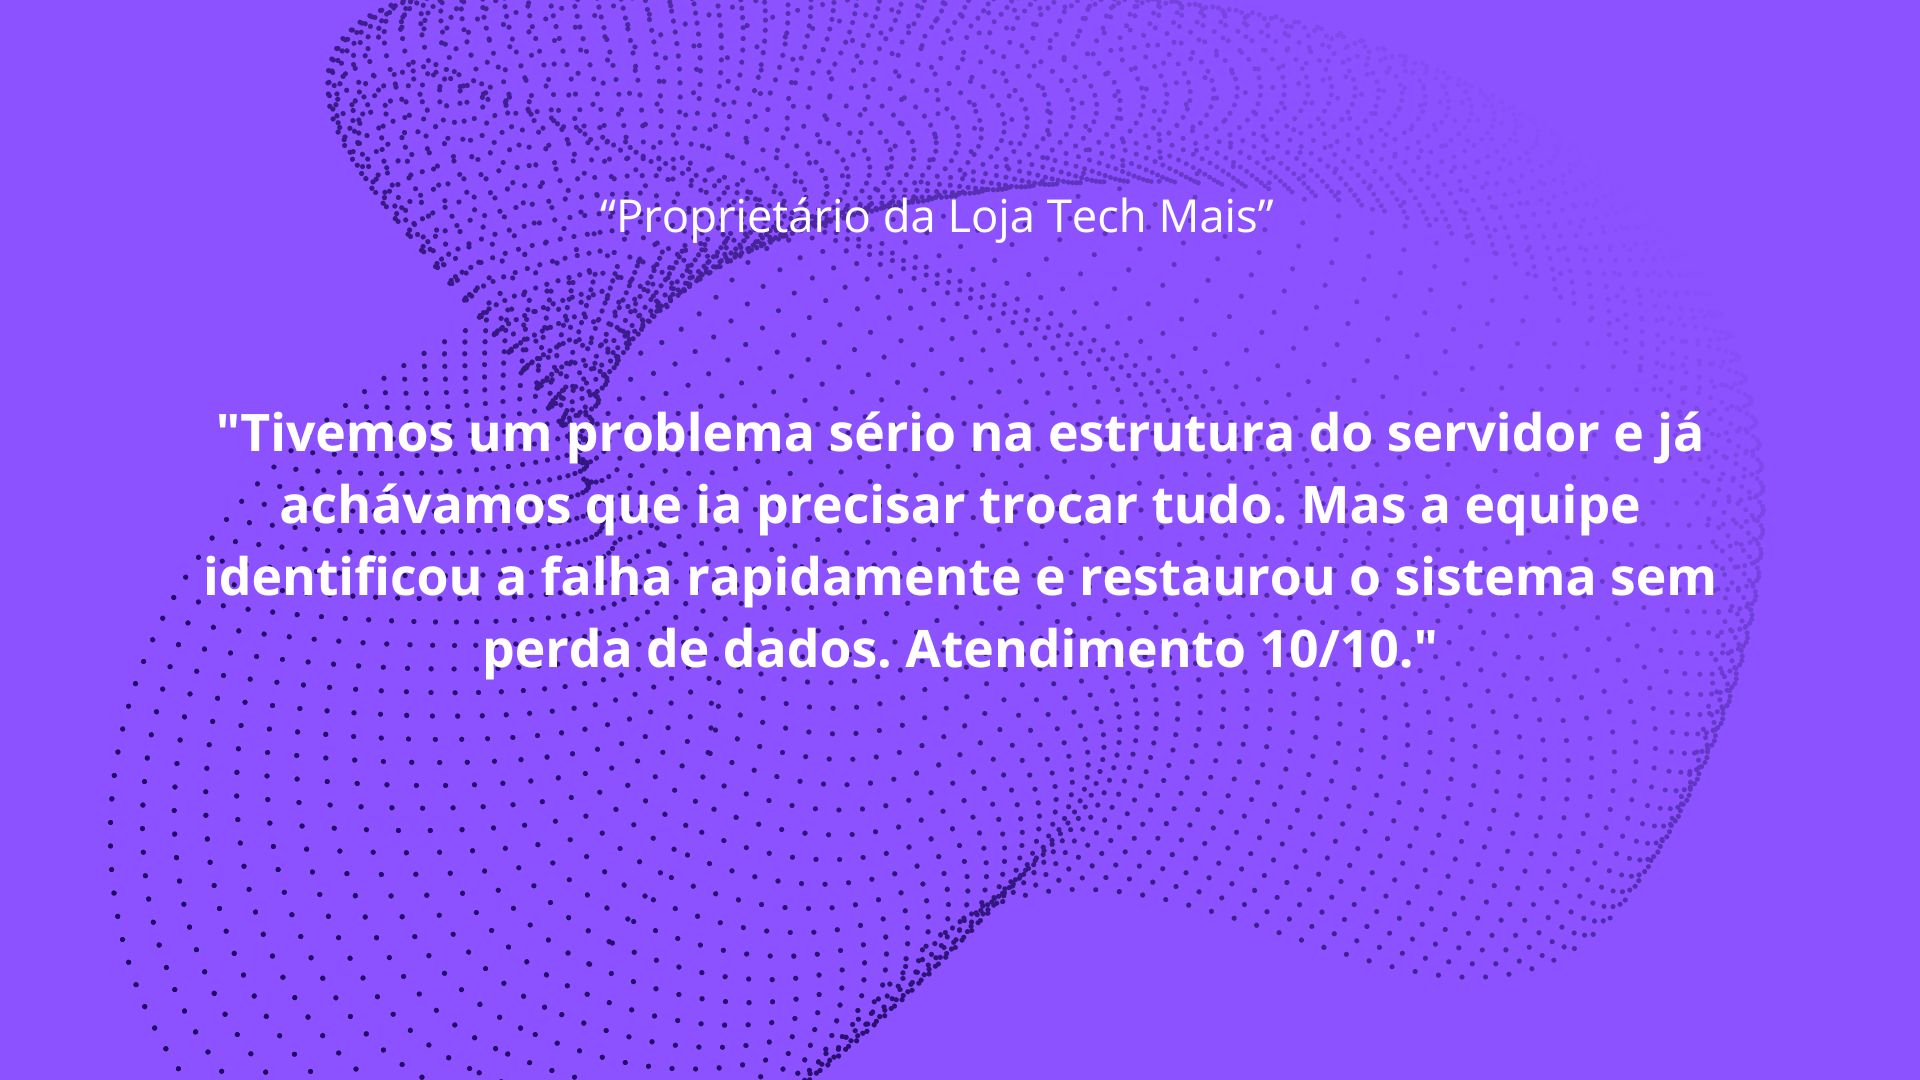 “Proprietário da Loja Tech Mais”
"Tivemos um problema sério na estrutura do servidor e já
achávamos que ia precisar trocar tudo. Mas a equipe
identificou a falha rapidamente e restaurou o sistema sem
perda de dados. Atendimento 10/10."